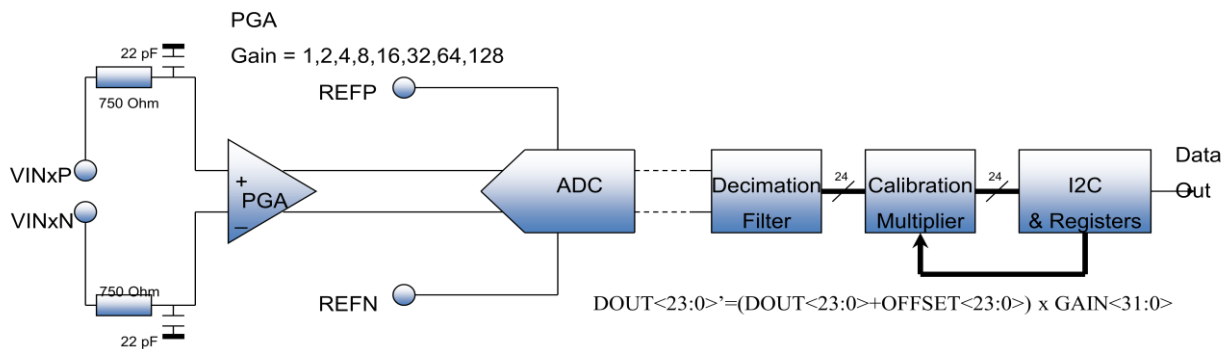 PGA
Gain = 1,2,4,8,16,32,64,128
22 pF
750 Ohm
REFP
VINxP
VINxN
+
PGA
–
ADC
Decimation
Filter
24
Calibration
Multiplier
24
I2C
& Registers
Data
Out
750 Ohm
22 pF
REFN
DOUT<23:0>’=(DOUT<23:0>+OFFSET<23:0>) x GAIN<31:0>